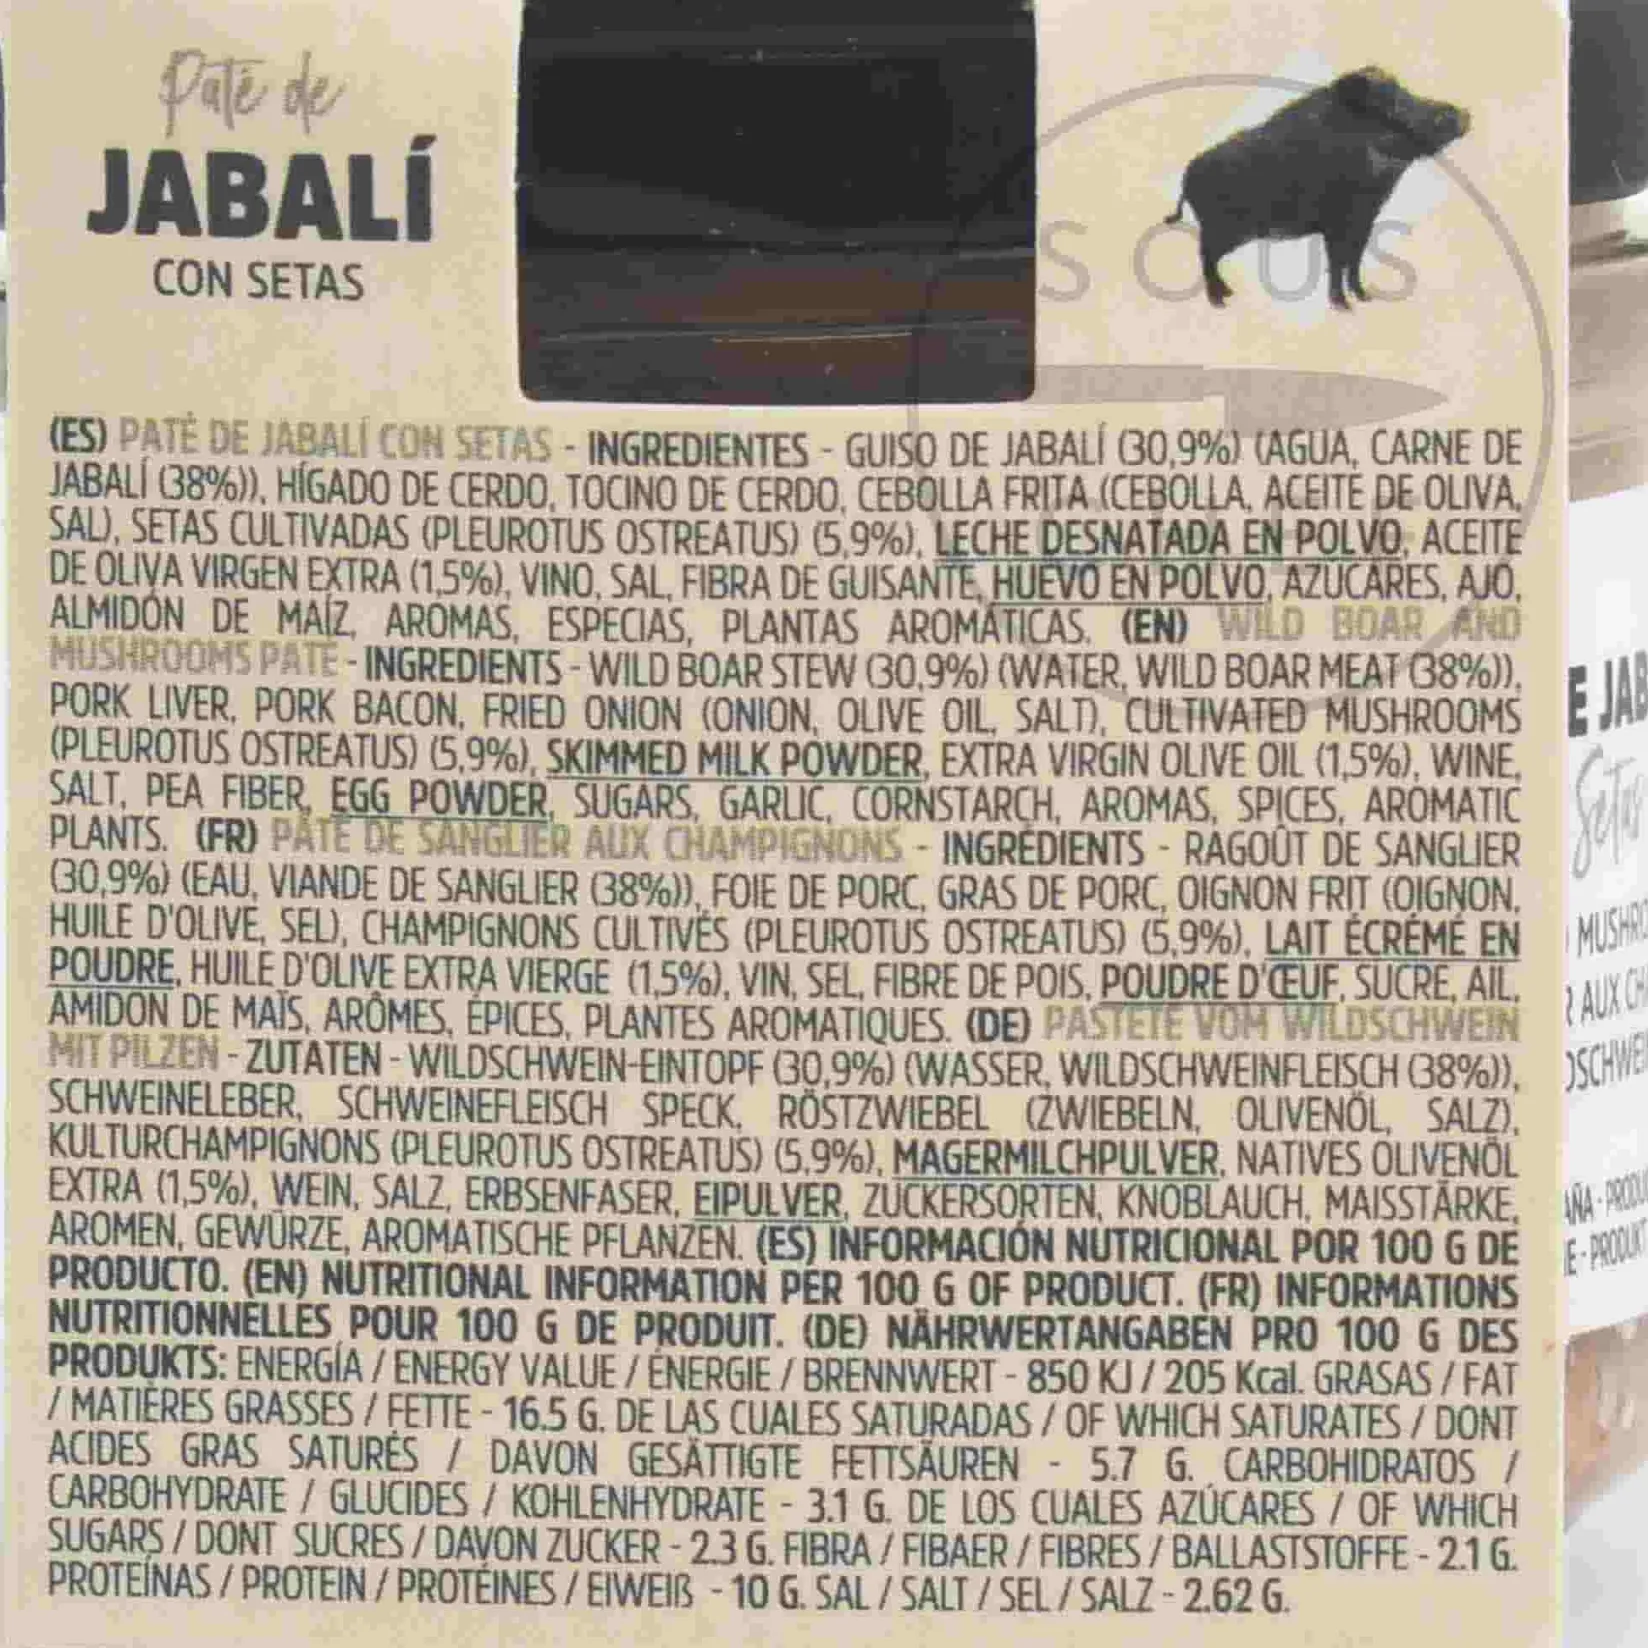 Paté de
JABALÍ
CON SETAS
SOUS
(ES) PATÉ DE JABALÍ CON SETAS - INGREDIENTES - GUISO DE JABALÍ (30,9%) (AGUA, CARNE DE
JABALÍ (38%)), HÍGADO DE CERDO, TOCINO DE CERDO, CEBOLLA FRITA (CEBOLLA, ACEITE DE OLIVA,
SAL), SETAS CULTIVADAS (PLEUROTUS OSTREATUS) (5,9%), LECHE DESNATADA EN POLVO, ACEITE
DE OLIVA VIRGEN EXTRA (1,5%), VINO, SAL, FIBRA DE GUISANTE, HUEVO EN POLVO, AZÚCARES, AJO,
ALMIDÓN DE MAÍZ, AROMAS, ESPECIAS, PLANTAS AROMÁTICAS. (EN) WILD BOAR AND
MUSHROOMS PATE - INGREDIENTS - WILD BOAR STEW (30,9%) (WATER, WILD BOAR MEAT (38%)),
PORK LIVER, PORK BACON, FRIED ONION (ONION, OLIVE OIL, SALT), CULTIVATED MUSHROOMS
(PLEUROTUS OSTREATUS) (5,9%), SKIMMED MILK POWDER, EXTRA VIRGIN OLIVE OIL (1,5%), WINE,
SALT, PEA FIBER, EGG POWDER, SUGARS, GARLIC, CORNSTARCH, AROMAS, SPICES, AROMATIC
PLANTS. (FR) PÂTÉ DE SANGLIER AUX CHAMPIGNONS - INGRÉDIENTS - RAGOÛT DE SANGLIER
(30,9%) (EAU, VIANDE DE SANGLIER (38%)), FOIE DE PORC, GRAS DE PORC, OIGNON FRIT (OIGNON,
HUILE D'OLIVE, SEL), CHAMPIGNONS CULTIVÉS (PLEUROTUS OSTREATUS) (5,9%), LAIT ÉCRÉMÉ EN
POUDRE, HUILE D'OLIVE EXTRA VIERGE (1,5%), VIN, SEL, FIBRE DE POIS, POUDRE D'ŒUF, SUCRE, AIL,
AMIDON DE MAÏS, ARÔMES, ÉPICES, PLANTES AROMATIQUES. (DE) PASTETE VOM WILDSCHWEIN
MIT PILZEN - ZUTATEN - WILDSCHWEIN-EINTOPF (30,9%) (WASSER, WILDSCHWEINFLEISCH (38%)),
SCHWEINELEBER, SCHWEINEFLEISCH SPECK, RÖSTZWIEBEL (ZWIEBELN, OLIVENÖL, SALZ),
KULTURCHAMPIGNONS (PLEUROTUS OSTREATUS) (5,9%), MAGERMILCHPULVER, NATIVES OLIVENÖL
EXTRA (1,5%), WEIN, SALZ, ERBSENFASER, EIPULVER, ZUCKERSORTEN, KNOBLAUCH, MAISSTÄRKE,
AROMEN, GEWÜRZE, AROMATISCHE PFLANZEN. (ES) INFORMACIÓN NUTRICIONAL POR 100 G DE
PRODUCTO. (EN) NUTRITIONAL INFORMATION PER 100 G OF PRODUCT. (FR) INFORMATIONS
NUTRITIONNELLES POUR 100 G DE PRODUIT. (DE) NÄHRWERTANGABEN PRO 100 G DES
PRODUKTS: ENERGÍA / ENERGY VALUE / ÉNERGIE / BRENNWERT - 850 KJ / 205 Kcal. GRASAS / FAT
/ MATIÈRES GRASSES / FETTE - 16.5 G. DE LAS CUALES SATURADAS / OF WHICH SATURATES / DONT
ACIDES GRAS SATURÉS / DAVON GESÄTTIGTE FETTSÄUREN - 5.7 G. CARBOHIDRATOS /
CARBOHYDRATE / GLUCIDES / KOHLENHYDRATE - 3.1 G. DE LOS CUALES AZÚCARES / OF WHICH
SUGARS / DONT SUCRES / DAVON ZUCKER - 2.3 G. FIBRA / FIBAER / FIBRES / BALLASTSTOFFE - 2.1 G.
PROTEÍNAS / PROTEIN / PROTÉINES / EIWEIß - 10 G. SAL / SALT / SEL / SALZ - 2.62 G.
E JAB
Setas
MUSHRO
R AUX CH
DSCHWEI
AÑA - PRODU
E - PRODUKT